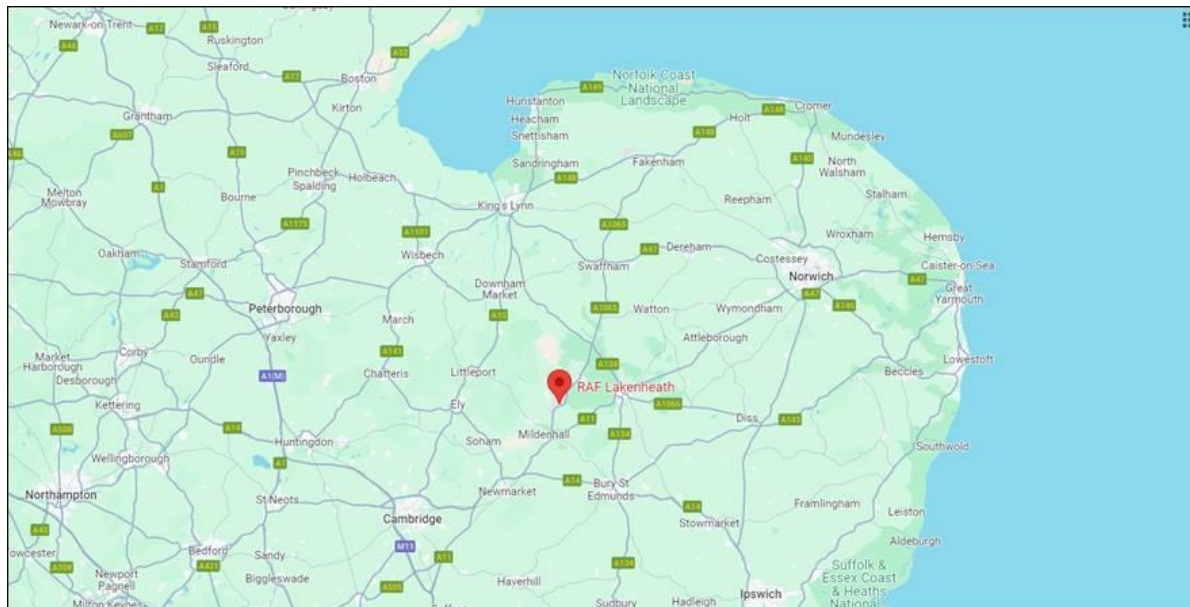 Newark-on-Trent
A46
A17
A15
Ruskington
Sleaford
A52
Boston
A17
Kirton
Grantham
A607
A46
A15
A1
Melton
Mowbray
Bourne
Pinchbeck
Spalding
Holbeach
A1175
Oakham
Stamford
A47
A43
Peterborough
Yaxley
Market
Harborough
Corby
Oundle
Desborough
A1(M)
Kettering
A508
A14
Huntingdon
Wellingborough
A1
Northampton
St Neots
A43
Bedford
Sandy
A421
Biggleswade
Newport
Pagnell
Milton Keynes
A508
Hunstanton
Heacham
Snettisham
Sandringham
A149
Norfolk Coast
National
Landscape
A148
Holt
Cromer
A148
Mundesley
A140
North
Walsham
Fakenham
A148
King's Lynn
Stalham
Reepham
A1065
A1101
Wisbech
A47
Dereham
Wroxham
Hemsby
Swaffham
Costessey
Norwich
Caister-on-Sea
A47
Great
Yarmouth
Downham
Market
A10
A1065
Watton
Wymondham
A47
A146
March
A141
Chatteris
Littleport
Attleborough
A134
Lowestoft
Beccles
RAF Lakenheath
Ely
A1066
A11
Diss
A143
Mildenhall
Soham
A134
Southwold
Newmarket
A14
Bury St
Edmunds
Framlingham
A14
Leiston
Stowmarket
Cambridge
M11
A11
Aldeburgh
A134
Haverhill
A505
Sudbury
Hadleigh
Ipswich
Suffolk &
Essex Coast
& Heaths
National